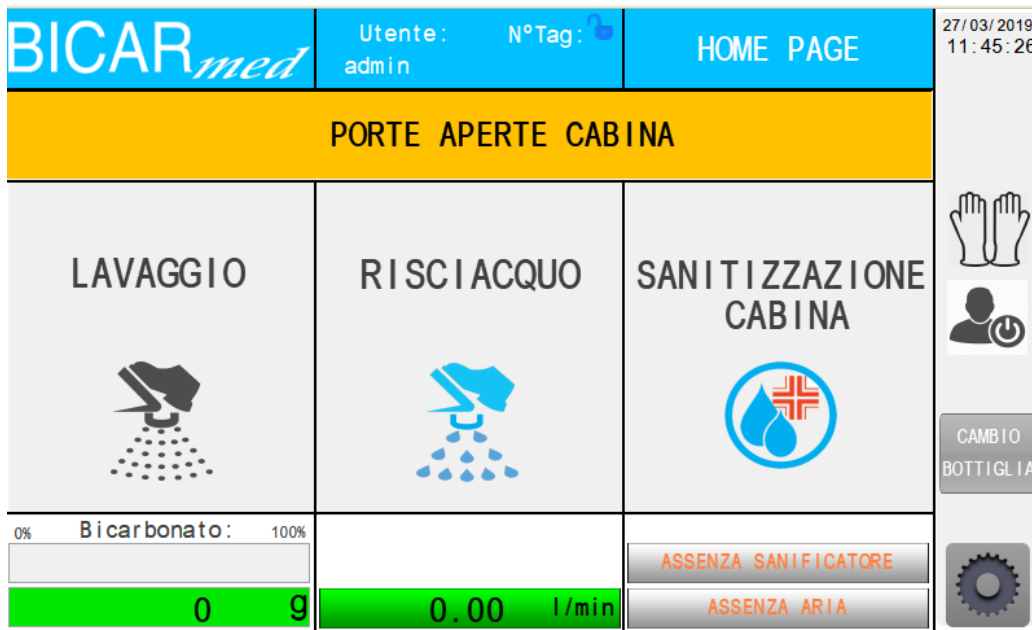 BICARmed
Utente: N°Tag:
admin
HOME PAGE
27/03/2019
11:45:26
PORTE APERTE CABINA
LAVAGGIO
RISCIACQUO
SANITIZZAZIONE
CABINA
CAMBIO
BOTTIGLIA
0% Bicarbonato: 100%
0 g
0.00 l/min
ASSENZA SANIFICATORE
ASSENZA ARIA